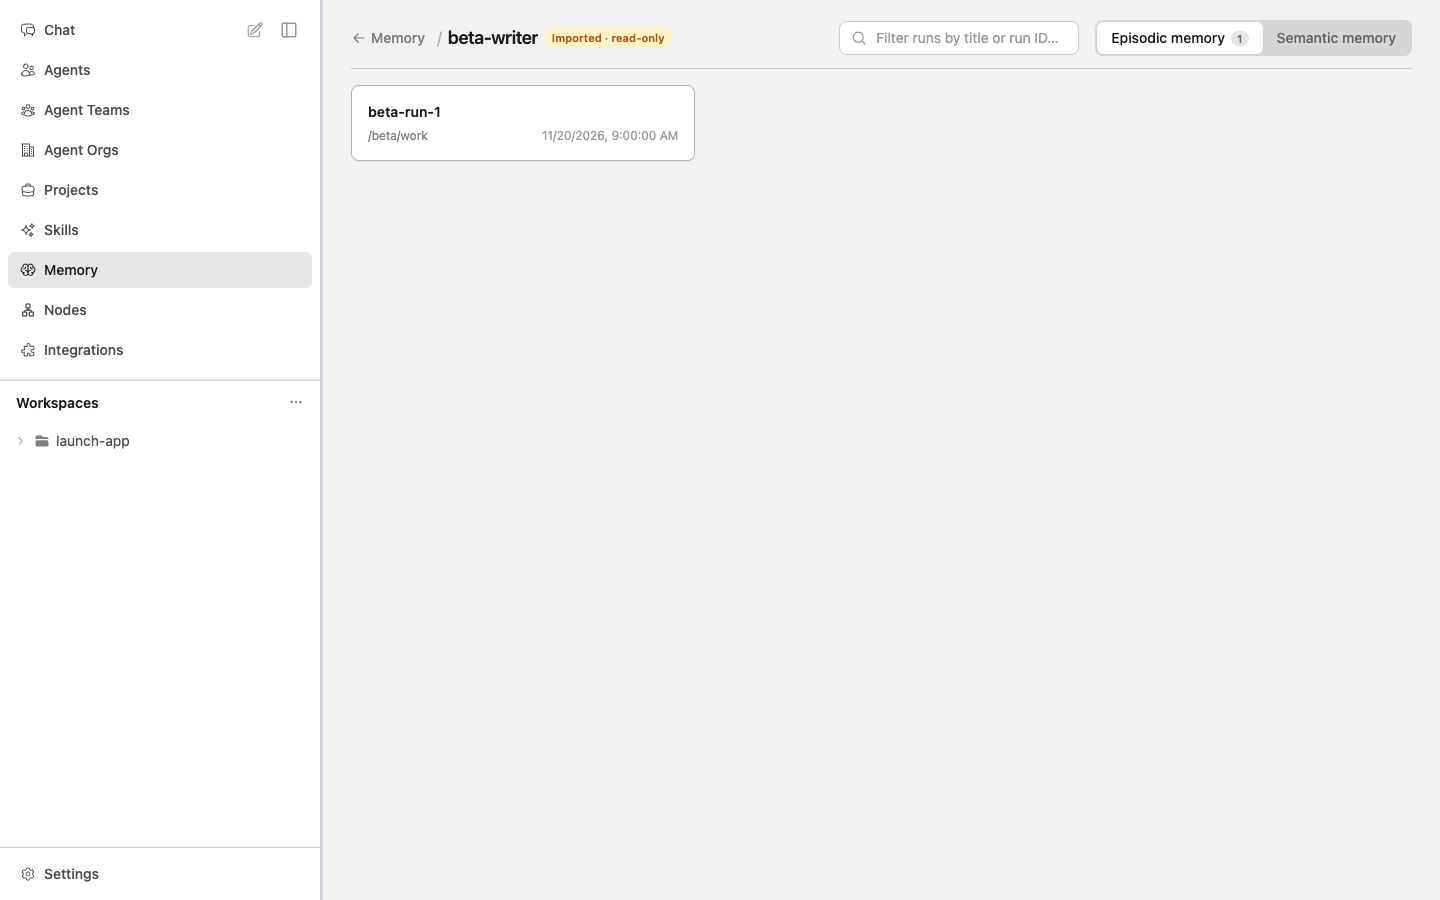 Chat
Agents
Agent Teams
Agent Orgs
Projects
Skills
Memory
Nodes
Integrations
Workspaces
launch-app
Settings
Memory / beta-writer Imported · read-only
Filter runs by title or run ID...
Episodic memory 1
Semantic memory
beta-run-1
/beta/work 11/20/2026, 9:00:00 AM